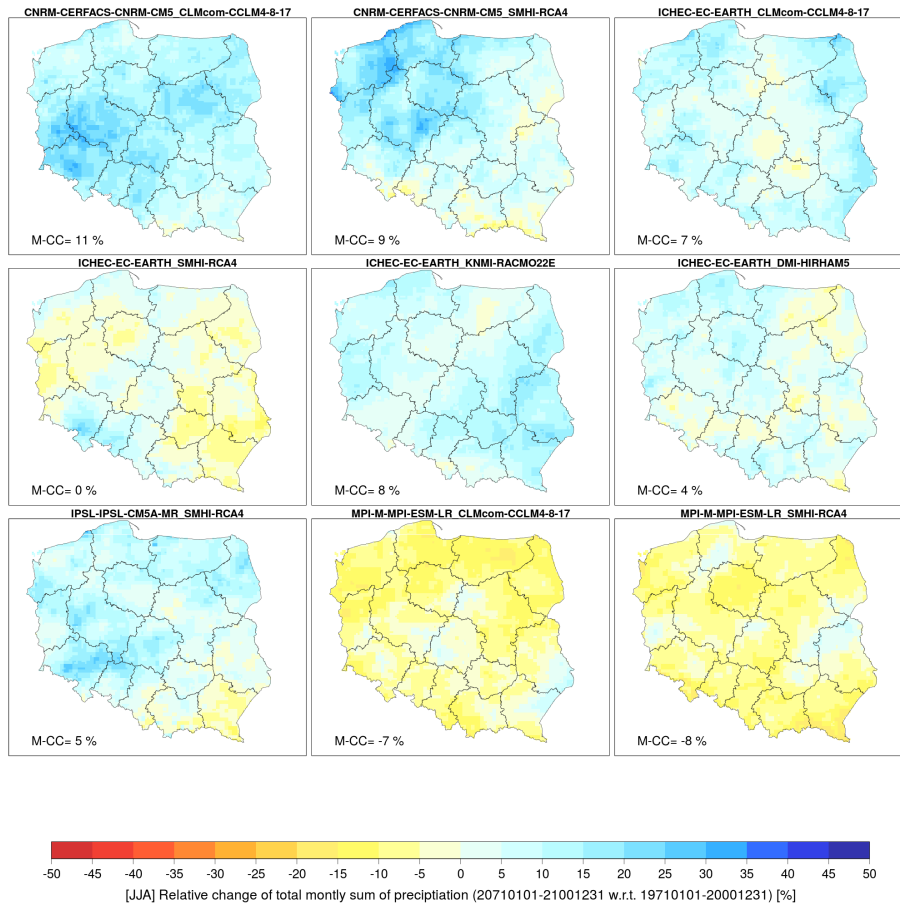 CNRM-CERFACS-CNRM-CM5_CLMcom-CCLM4-8-17 CNRM-CERFACS-CNRM-CM5_SMHI-RCA4 ICHEC-EC-EARTH_CLMcom-CCLM4-8-17
M-CC= 11 % M-CC= 9 % M-CC= 7 %
ICHEC-EC-EARTH_SMHI-RCA4 ICHEC-EC-EARTH_KNMI-RACMO22E ICHEC-EC-EARTH_DMI-HIRHAM5
M-CC= 0 % M-CC= 8 % M-CC= 4 %
IPSL-IPSL-CM5A-MR_SMHI-RCA4 MPI-M-MPI-ESM-LR_CLMcom-CCLM4-8-17 MPI-M-MPI-ESM-LR_SMHI-RCA4
M-CC= 5 % M-CC= -7 % M-CC= -8 %
-50 -45 -40 -35 -30 -25 -20 -15 -10 -5 0 5 10 15 20 25 30 35 40 45 50
[JJA] Relative change of total montly sum of preciptiation (20710101-21001231 w.r.t. 19710101-20001231) [%]